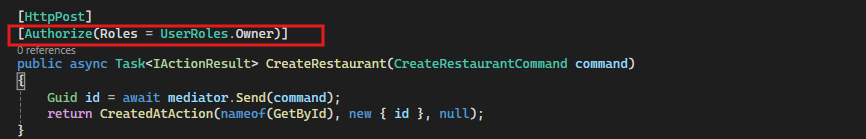 [HttpPost]
[Authorize(Roles = UserRoles.Owner)]
0 references
public async Task<IActionResult> CreateRestaurant(CreateRestaurantCommand command)
{
Guid id = await mediator.Send(command);
return CreatedAtAction(nameof(GetById), new { id }, null);
}